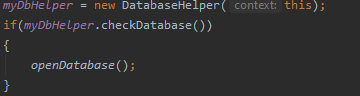 myDbHelper = new DatabaseHelper( context: this);
if(myDbHelper.checkDatabase())
{
openDatabase();
}